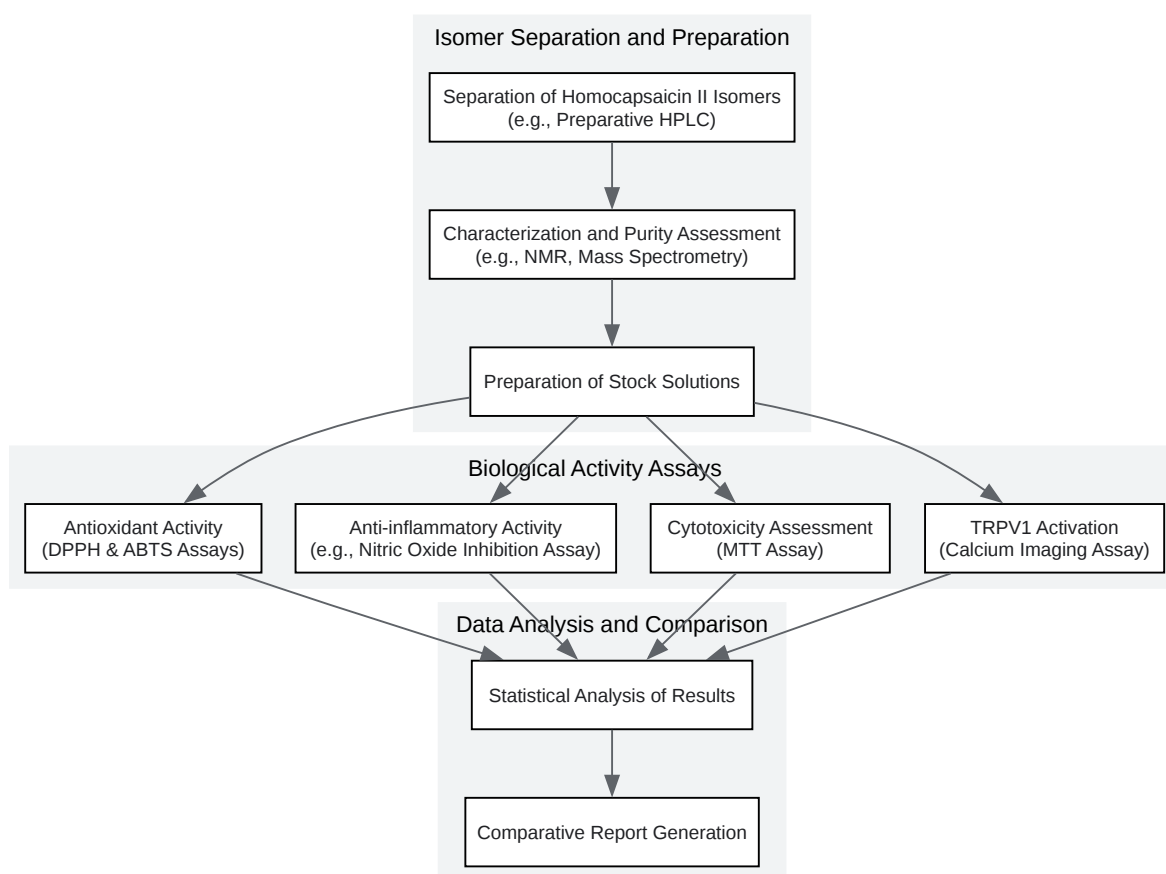 Isomer Separation and Preparation
Separation of Homocapsaicin II Isomers
(e.g., Preparative HPLC)
Characterization and Purity Assessment
(e.g., NMR, Mass Spectrometry)
Preparation of Stock Solutions
Biological Activity Assays
Antioxidant Activity
(DPPH & ABTS Assays)
Anti-inflammatory Activity
(e.g., Nitric Oxide Inhibition Assay)
Cytotoxicity Assessment
(MTT Assay)
TRPV1 Activation
(Calcium Imaging Assay)
Data Analysis and Comparison
Statistical Analysis of Results
Comparative Report Generation